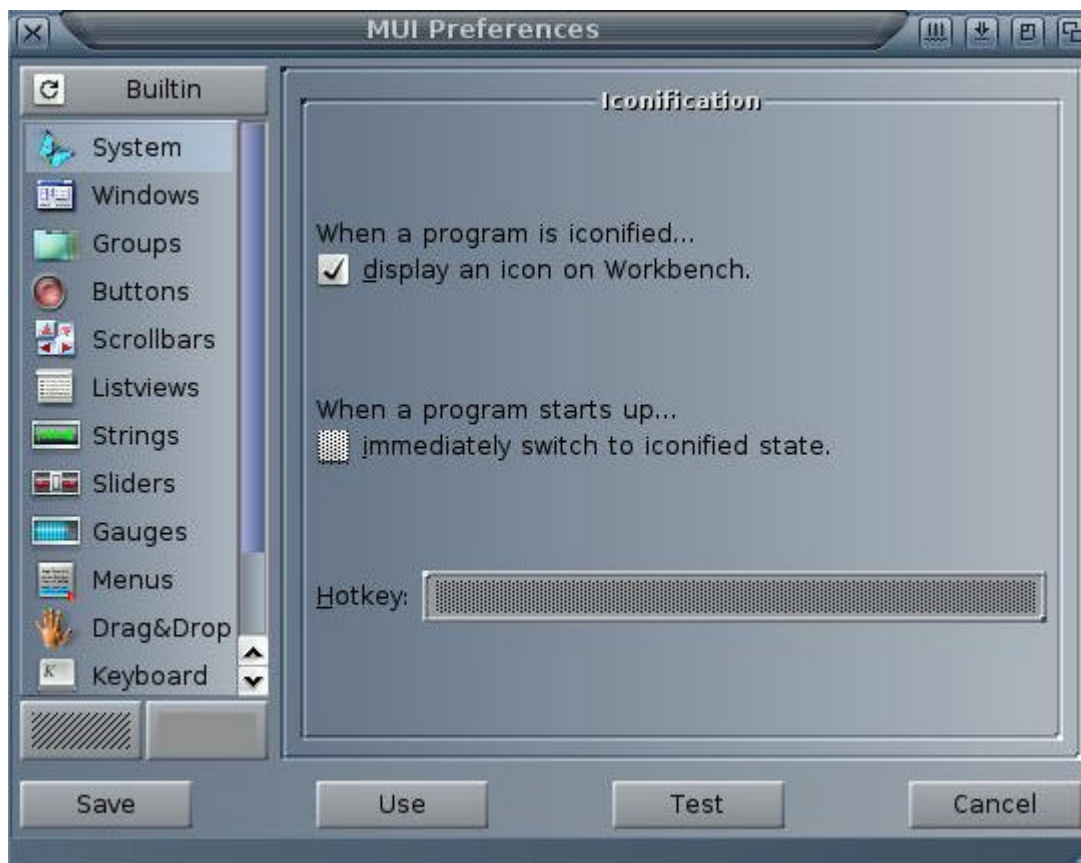 MUI Preferences
Builtin
System
Windows
Groups
Buttons
Scrollbars
Listviews
Strings
Sliders
Gauges
Menus
Drag&Drop
Keyboard
Iconification
When a program is iconified...
display an icon on Workbench.
When a program starts up...
immediately switch to iconified state.
Hotkey:
Save
Use
Test
Cancel